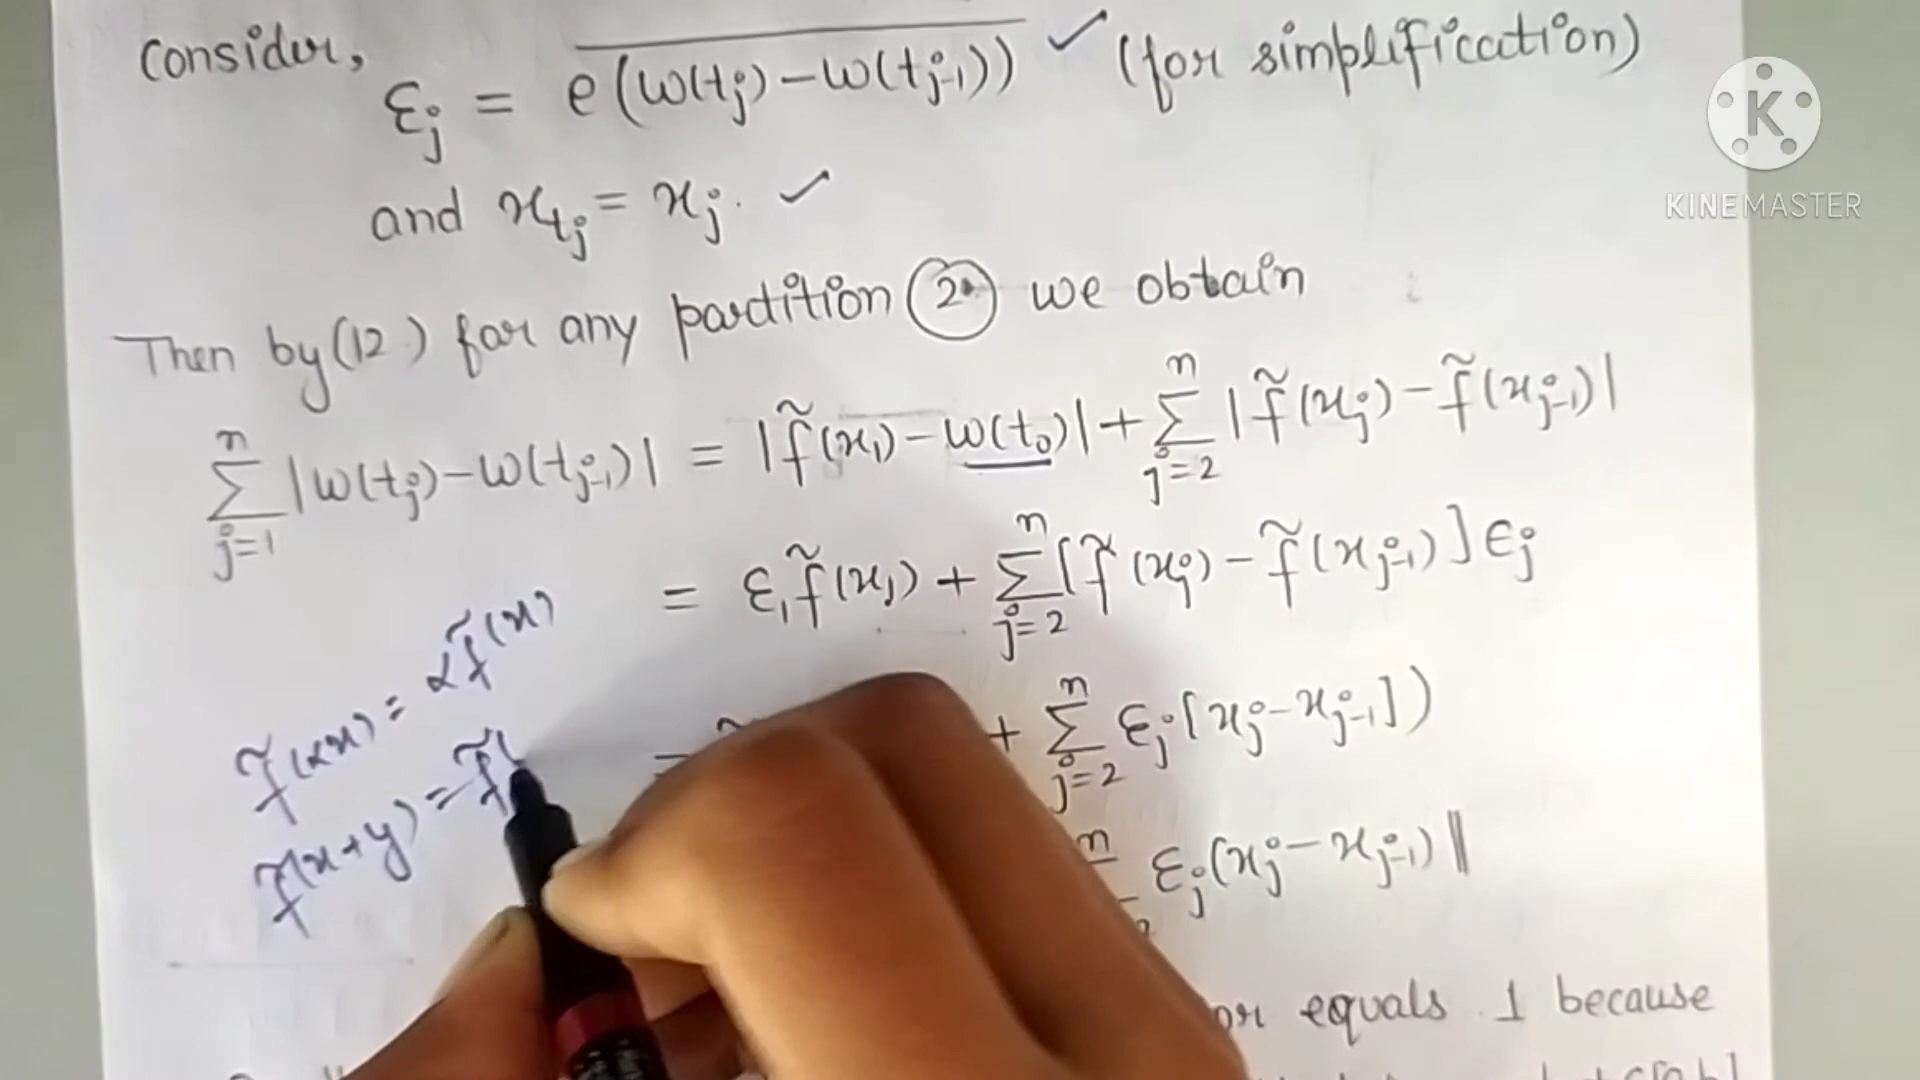 Consider,
εj = e(w(tj)-w(tj-1)) ✓ (for simplification)
and xtj = xj. ✓
Then by (12) for any partition (2) we obtain
n Σ j=1 |w(tj)-w(tj-1)| = |f̃(x1)-w(t0)| + n Σ j=2 |f̃(xj)-f̃(xj-1)|
= ε1f̃(x1) + n Σ j=2 [f̃(xj)-f̃(xj-1)]εj
f̃(αx) = αf̃(x)
f̃(x+y) = f̃(
= + n Σ j=2 εj[xj-xj-1])
n εj(xj-xj-1)‖
or equals 1 because
K
KINEMASTER